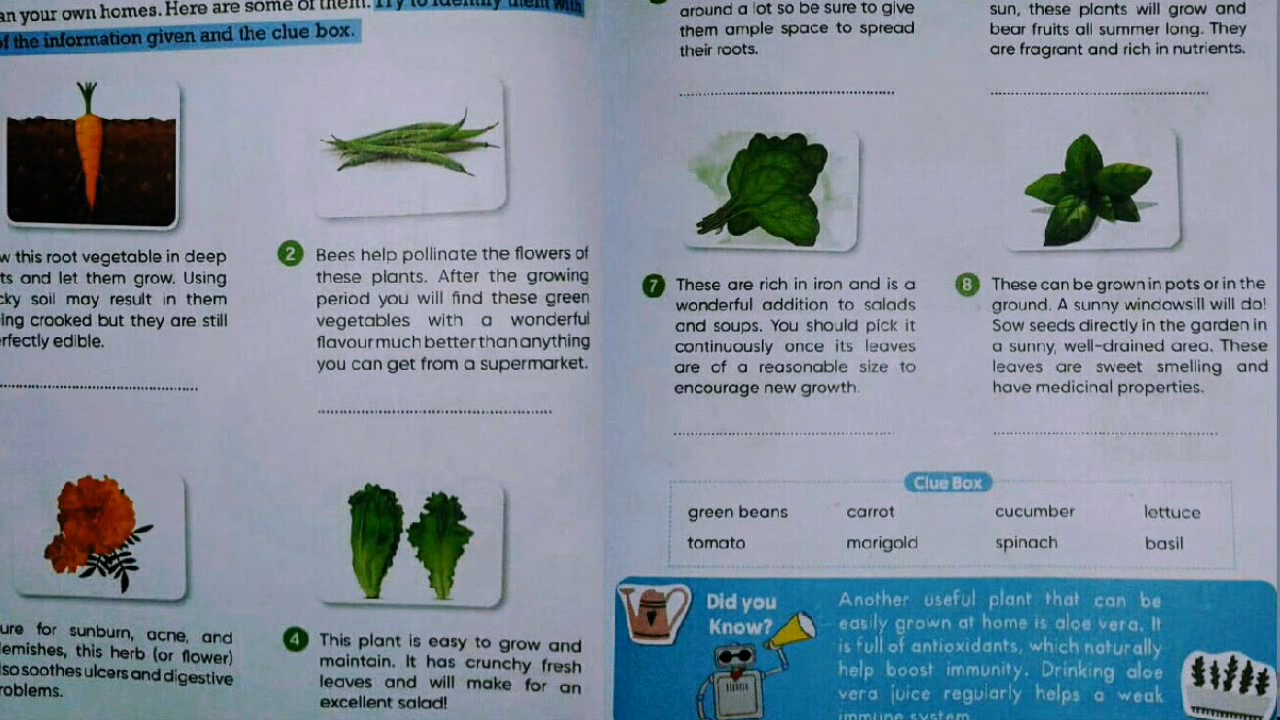 an your own homes. Here are some of them. Try to identify them with
of the information given and the clue box.
this root vegetable in deep
and let them grow. Using
soil may result in them
crooked but they are still
edible.
2 Bees help pollinate the flowers of
these plants. After the growing
period you will find these green
vegetables with a wonderful
flavour much better than anything
you can get from a supermarket.
for sunburn, acne, and
this herb (or flower)
soothes ulcers and digestive
4 This plant is easy to grow and
maintain. It has crunchy fresh
leaves and will make for an
excellent salad!
around a lot so be sure to give
them ample space to spread
their roots.
sun, these plants will grow and
bear fruits all summer long. They
are fragrant and rich in nutrients.
7 These are rich in iron and is a
wonderful addition to salads
and soups. You should pick it
continuously once its leaves
are of a reasonable size to
encourage new growth.
8 These can be grown in pots or in the
ground. A sunny windowsill will do!
Sow seeds directly in the garden in
a sunny, well-drained area. These
leaves are sweet smelling and
have medicinal properties.
Clue Box
green beans carrot cucumber lettuce
tomato marigold spinach basil
Did you
Know?
Another useful plant that can be
easily grown at home is aloe vera. It
is full of antioxidants, which naturally
help boost immunity. Drinking aloe
vera juice regularly helps a weak
immune system